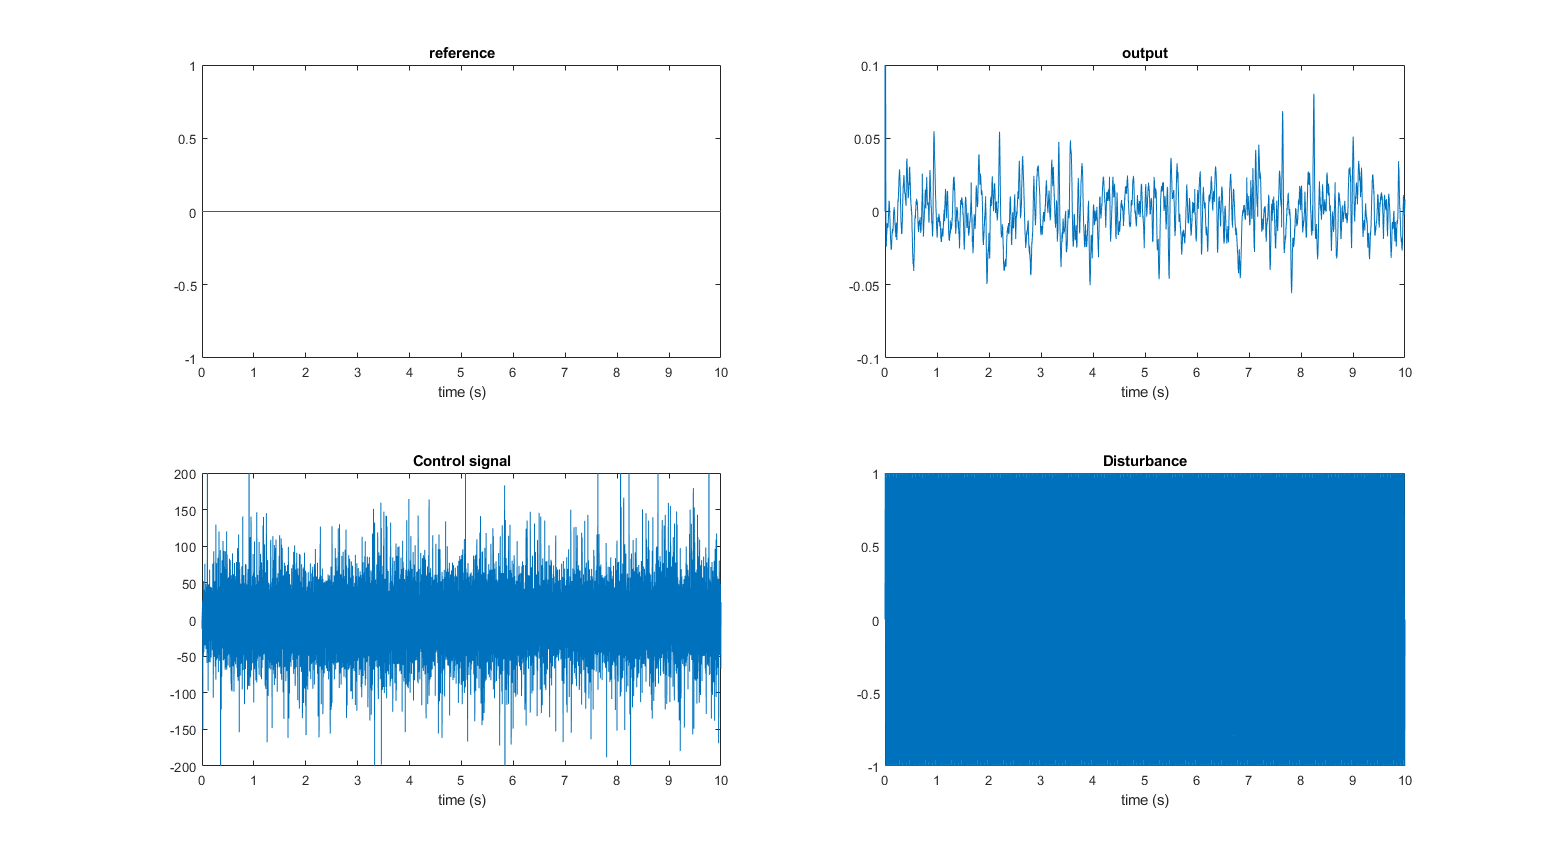 reference
1
0.5
0
-0.5
-1
0 1 2 3 4 5 6 7 8 9 10
time (s)
output
0.1
0.05
0
-0.05
-0.1
0 1 2 3 4 5 6 7 8 9 10
time (s)
Control signal
200
150
100
50
0
-50
-100
-150
-200
0 1 2 3 4 5 6 7 8 9 10
time (s)
Disturbance
1
0.5
0
-0.5
-1
0 1 2 3 4 5 6 7 8 9 10
time (s)